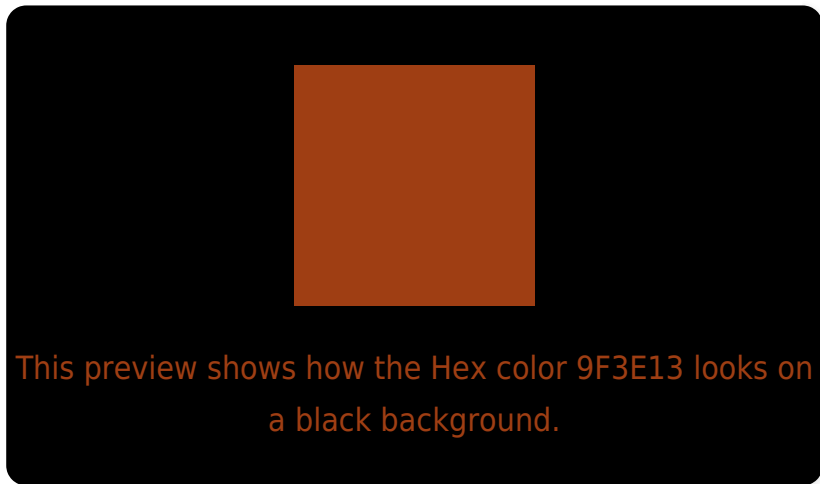 This preview shows how the Hex color 9F3E13 looks on
a black background.